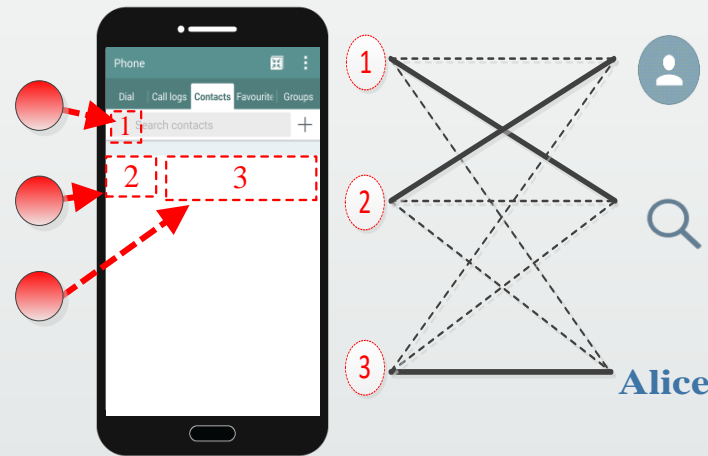 Phone
Dial Call logs Contacts Favourite Groups
1 Search contacts +
2 3
1
2
3
Alice